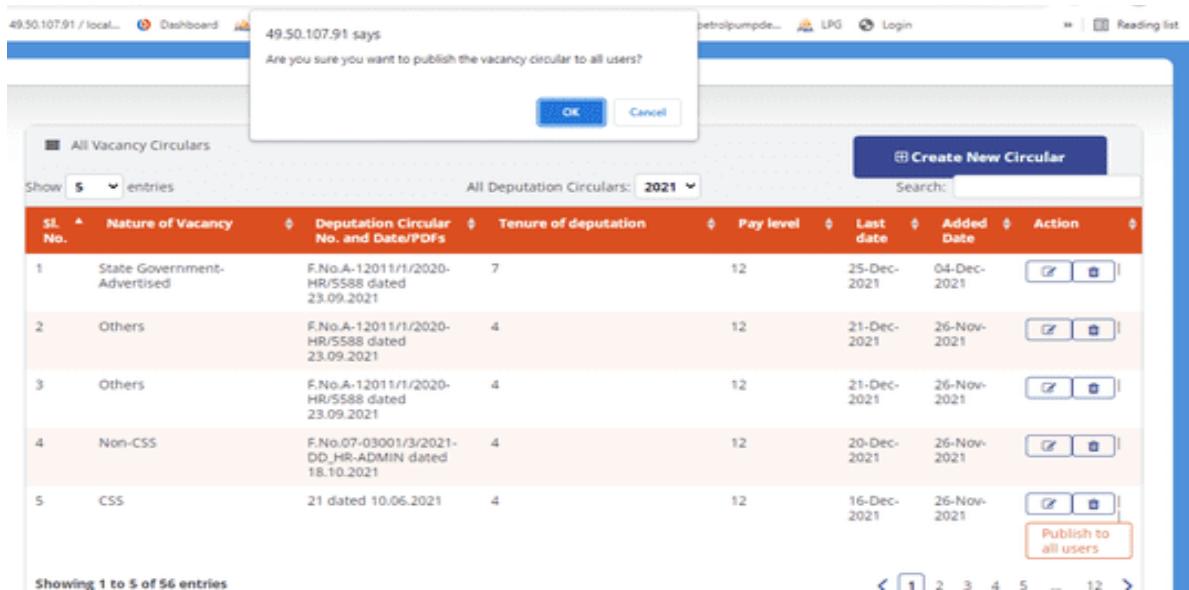 49.50.107.91 / local... Dashboard etrolpumpde... LPG Login » Reading list
49.50.107.91 says
Are you sure you want to publish the vacancy circular to all users?
OK Cancel
All Vacancy Circulars
Create New Circular
Show 5 entries All Deputation Circulars: 2021 Search:
Sl. Nature of Vacancy Deputation Circular Tenure of deputation Pay level Last Added Action
No. No. and Date/PDFs date Date
1 State Government- F.No.A-12011/1/2020- 7 12 25-Dec- 04-Dec-
Advertised HR/5588 dated 2021 2021
23.09.2021
2 Others F.No.A-12011/1/2020- 4 12 21-Dec- 26-Nov-
HR/5588 dated 2021 2021
23.09.2021
3 Others F.No.A-12011/1/2020- 4 12 21-Dec- 26-Nov-
HR/5588 dated 2021 2021
23.09.2021
4 Non-CSS F.No.07-03001/3/2021- 4 12 20-Dec- 26-Nov-
DD_HR-ADMIN dated 2021 2021
18.10.2021
5 CSS 21 dated 10.06.2021 4 12 16-Dec- 26-Nov-
2021 2021
Publish to
all users
Showing 1 to 5 of 56 entries < 1 2 3 4 5 ... 12 >